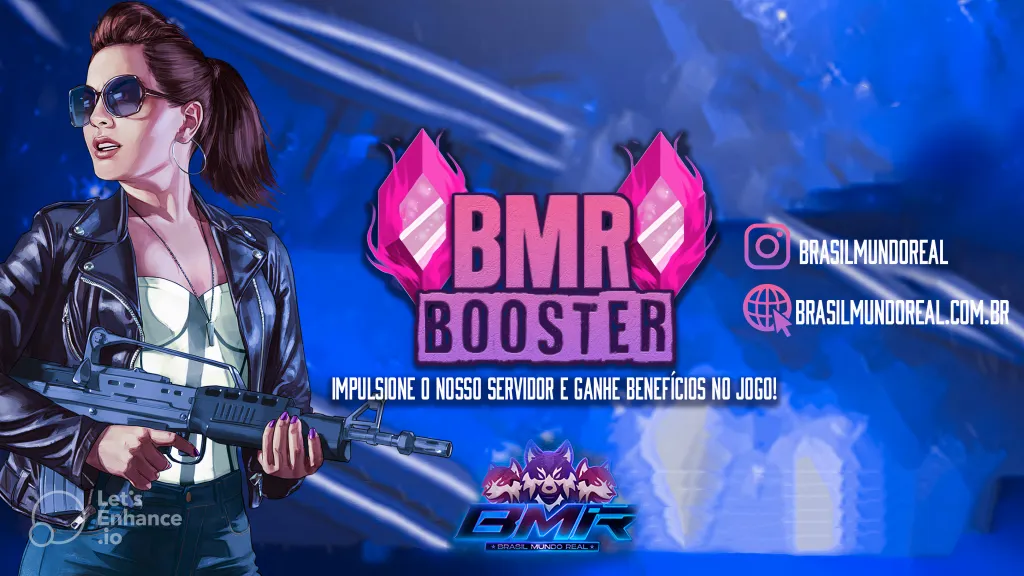 BMR
BOOSTER
IMPULSIONE O NOSSO SERVIDOR E GANHE BENEFÍCIOS NO JOGO!
BRASILMUNDOREAL
BRASILMUNDOREAL.COM.BR
BMR
BRASIL MUNDO REAL
Let's
Enhance
.io